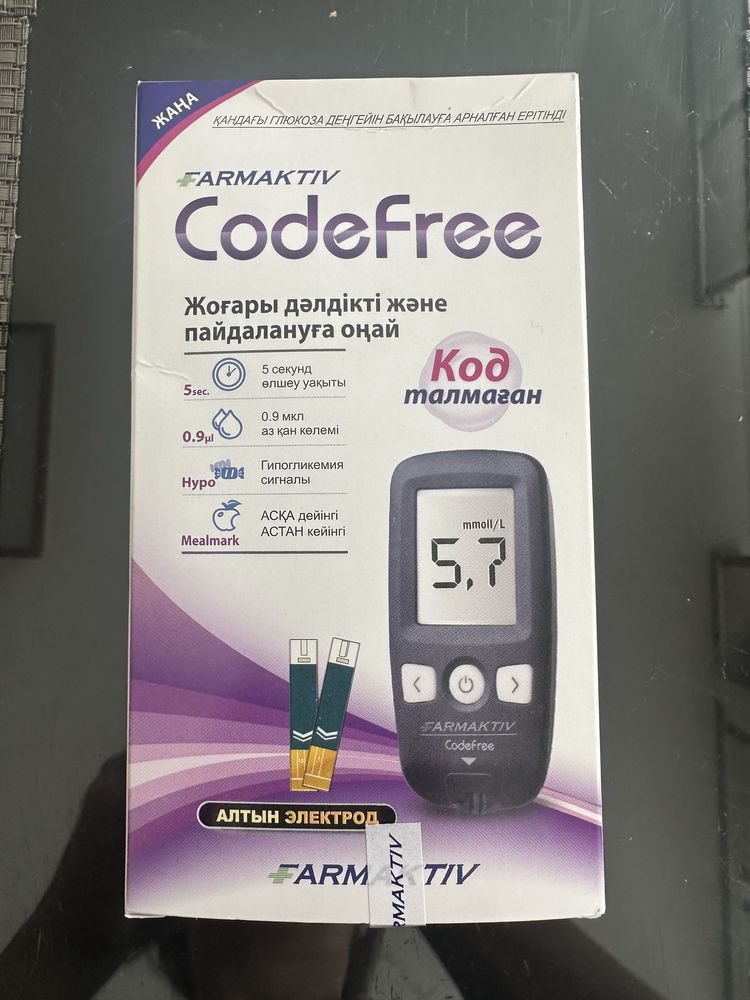 ЖАҢА
ҚАНДАҒЫ ГЛЮКОЗА ДЕҢГЕЙІН БАҚЫЛАУҒА АРНАЛҒАН ЕРІТІНДІ
FARMAKTIV
CodeFree
Жоғары дәлдікті және
пайдалануға оңай
Код
талмаған
5sec.
5 секунд
өлшеу уақыты
0.9µl
0.9 мкл
аз қан көлемі
Hypo
Гипогликемия
сигналы
Mealmark
АСҚА дейінгі
АСТАН кейінгі
mmoll/L
5,7
FARMAKTIV
CodeFree
АЛТЫН ЭЛЕКТРОД
FARMAKTIV
RMAKTIV